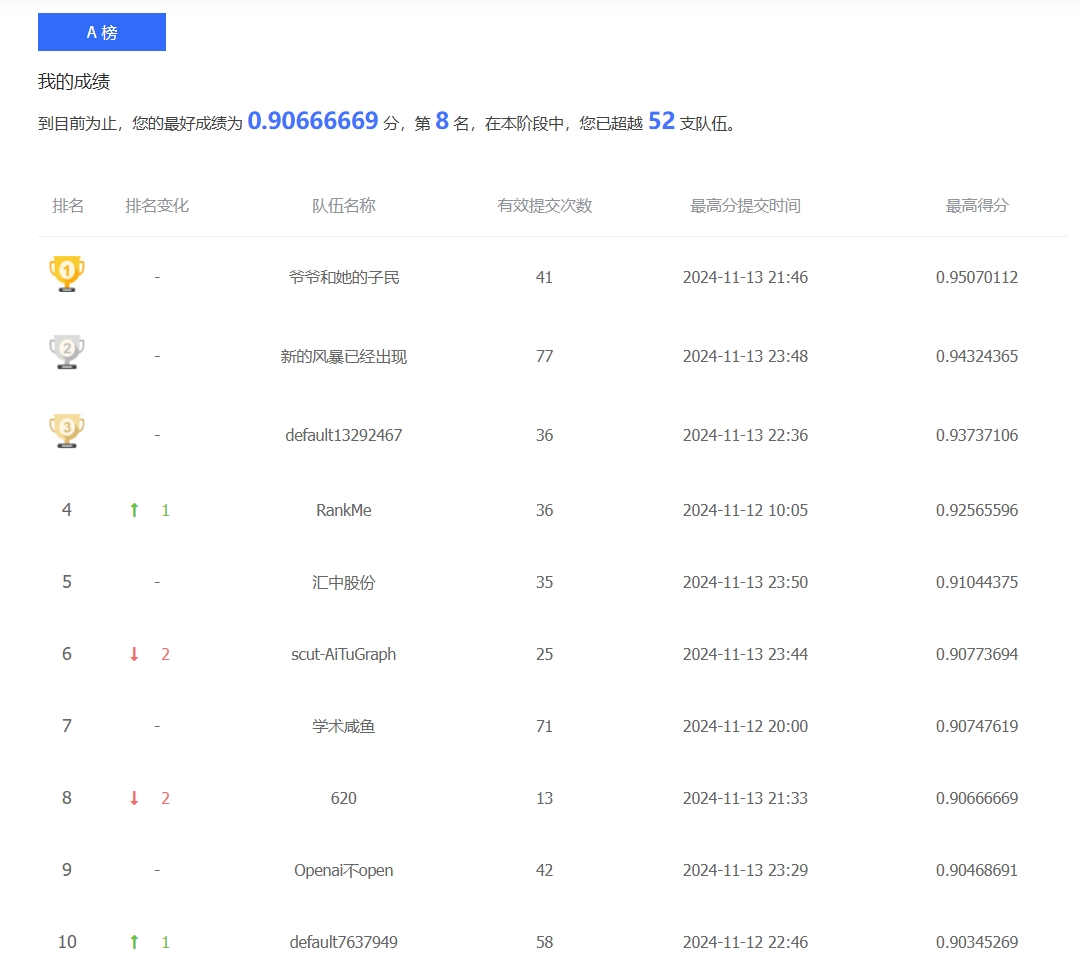 A 榜
我的成绩
到目前为止，您的最好成绩为 0.90666669 分，第 8 名，在本阶段中，您已超越 52 支队伍。
排名 排名变化 队伍名称 有效提交次数 最高分提交时间 最高得分
1 - 爷爷和她的子民 41 2024-11-13 21:46 0.95070112
2 - 新的风暴已经出现 77 2024-11-13 23:48 0.94324365
3 - default13292467 36 2024-11-13 22:36 0.93737106
4 ↑ 1 RankMe 36 2024-11-12 10:05 0.92565596
5 - 汇中股份 35 2024-11-13 23:50 0.91044375
6 ↓ 2 scut-AiTuGraph 25 2024-11-13 23:44 0.90773694
7 - 学术咸鱼 71 2024-11-12 20:00 0.90747619
8 ↓ 2 620 13 2024-11-13 21:33 0.90666669
9 - Openai不open 42 2024-11-13 23:29 0.90468691
10 ↑ 1 default7637949 58 2024-11-12 22:46 0.90345269